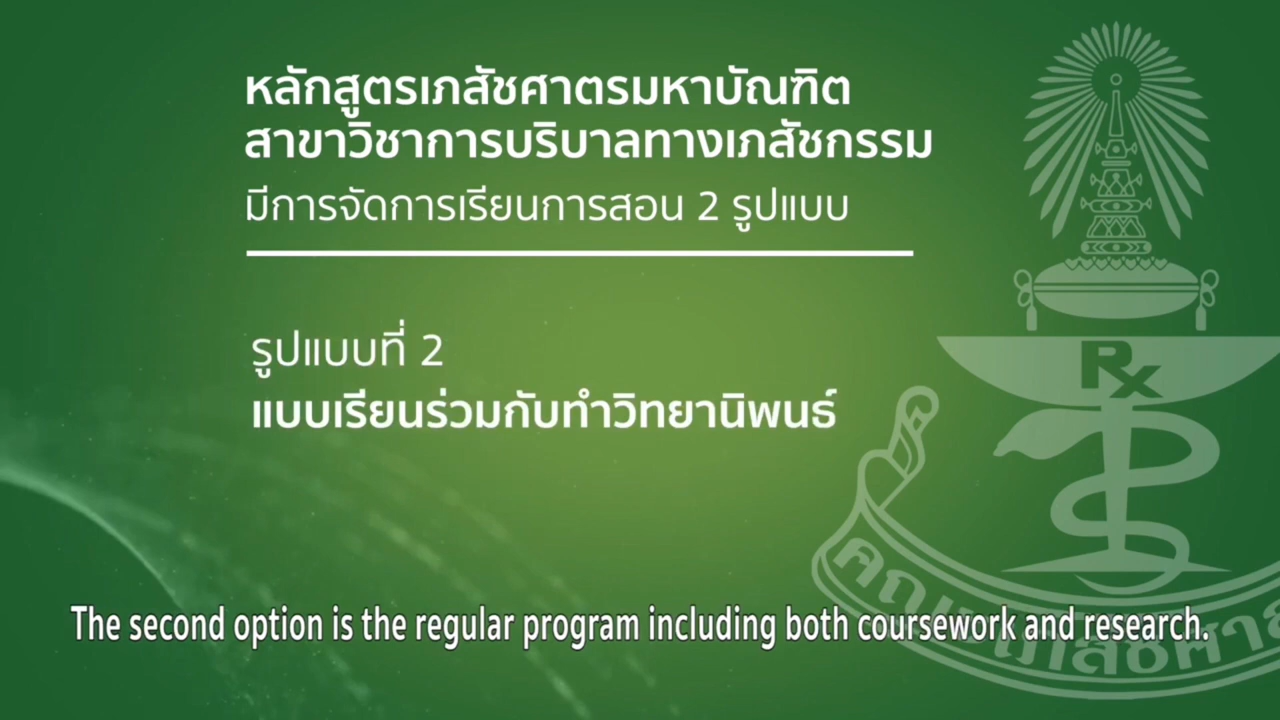 หลักสูตรเภสัชศาตรมหาบัณฑิต
สาขาวิชาการบริบาลทางเภสัชกรรม
มีการจัดการเรียนการสอน 2 รูปแบบ
รูปแบบที่ 2
แบบเรียนร่วมกับทำวิทยานิพนธ์
Rx
The second option is the regular program including both coursework and research.